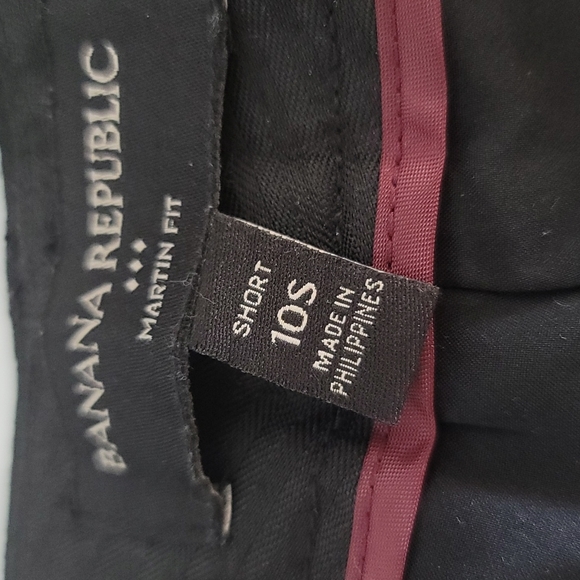 BANANA REPUBLIC
MARTIN FIT
SHORT
10S
MADE IN
PHILIPPINES